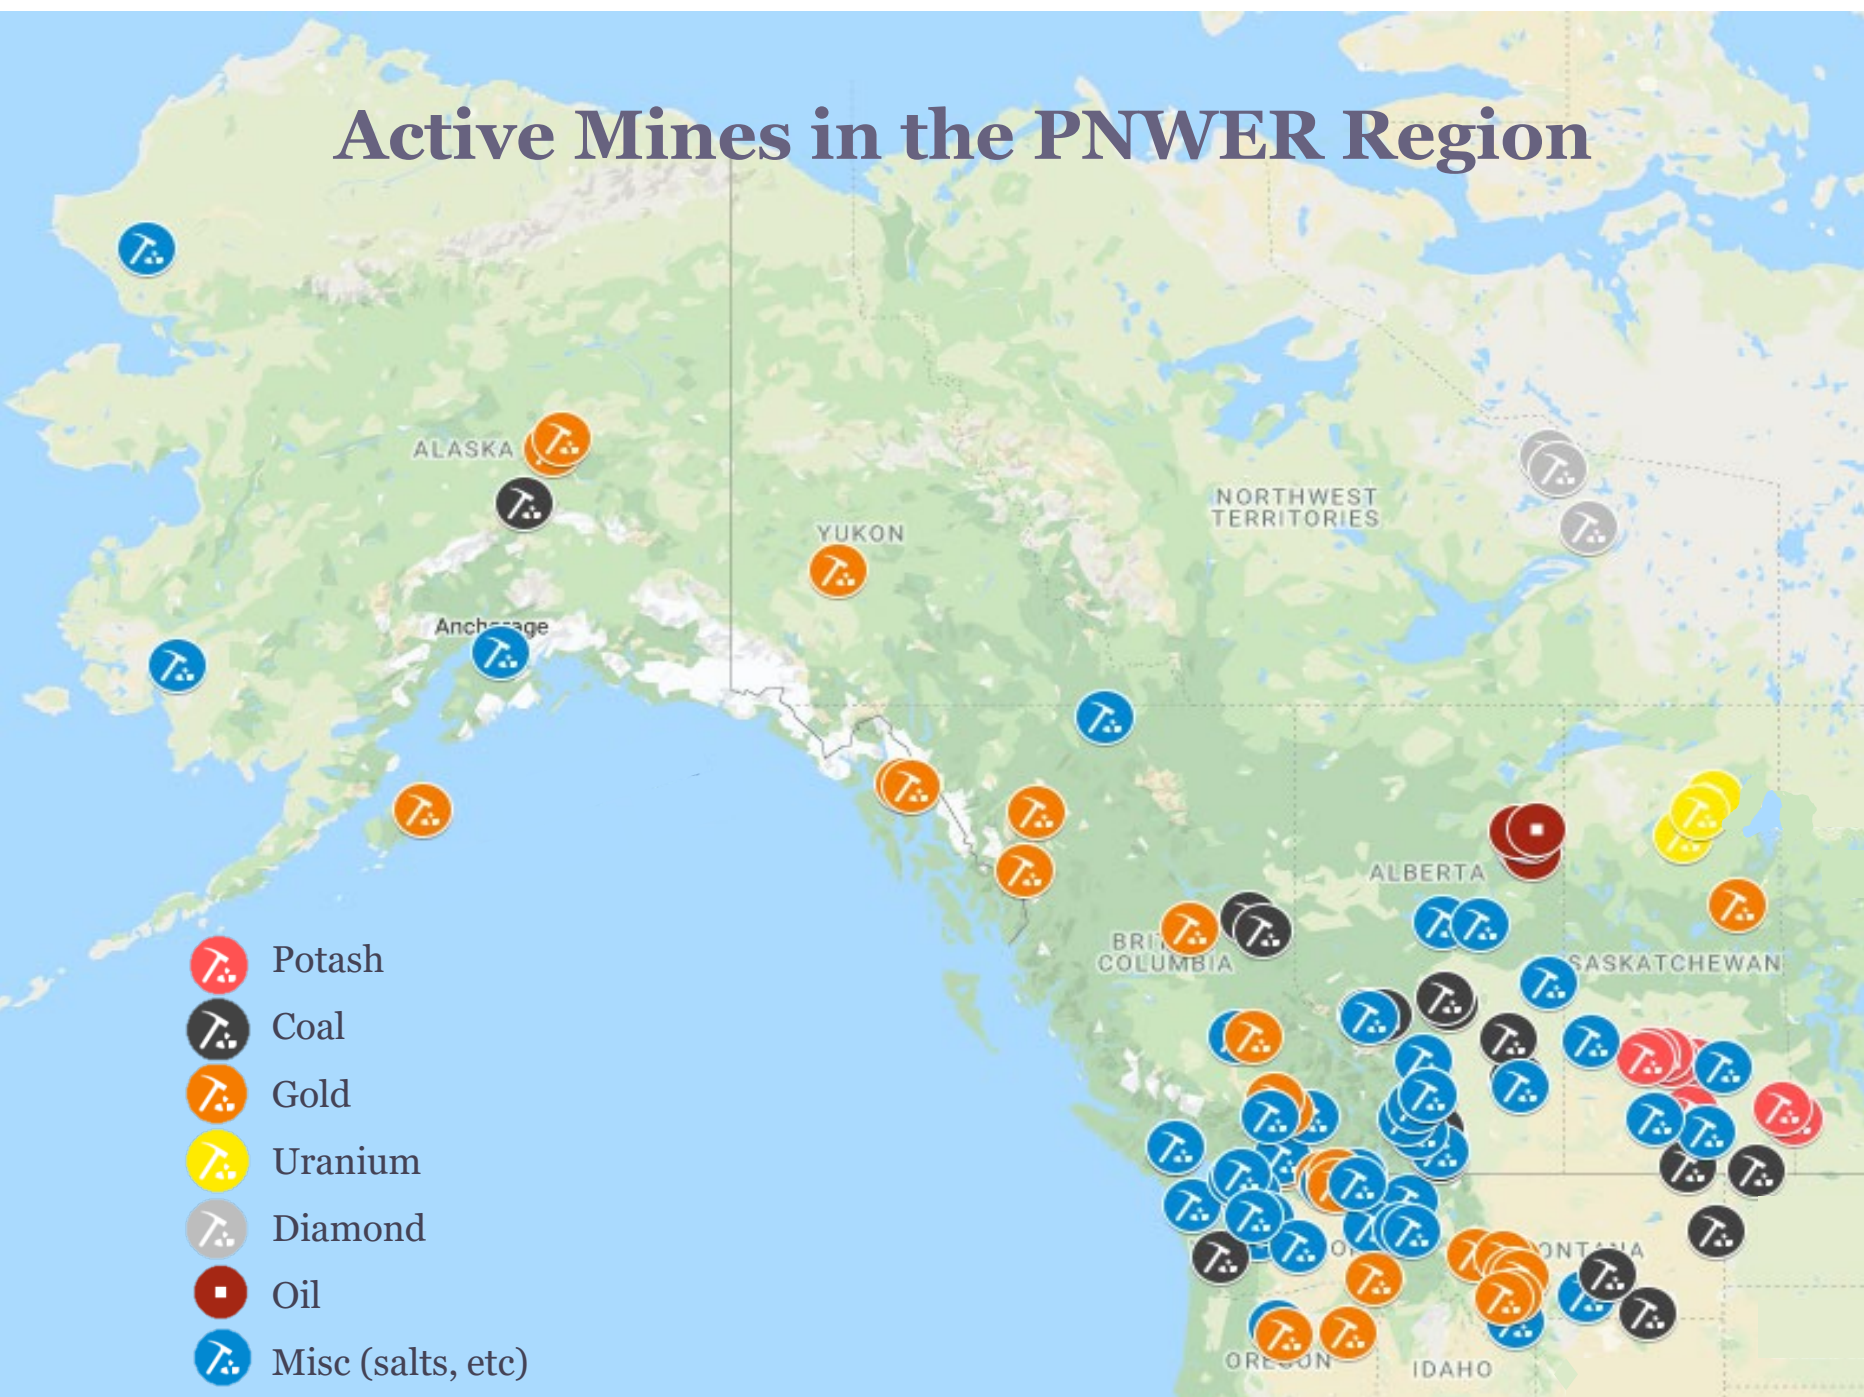 Active Mines in the PNWER Region
ALASKA
NORTHWEST
TERRITORIES
YUKON
ALBERTA
COLUMBIA
SASKATCHEWAN
Potash
Coal
Gold
Uranium
Diamond
Oil
Misc (salts, etc)
IDAHO